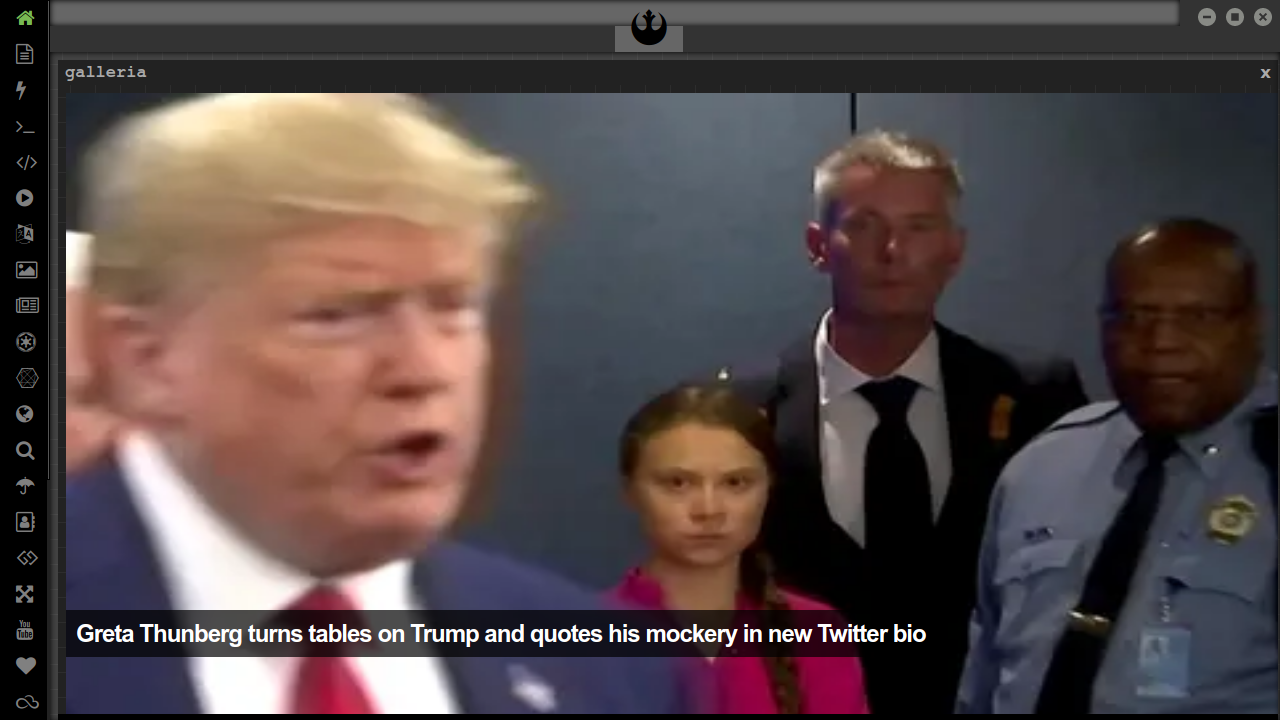 galleria
x
Greta Thunberg turns tables on Trump and quotes his mockery in new Twitter bio
You
Tube